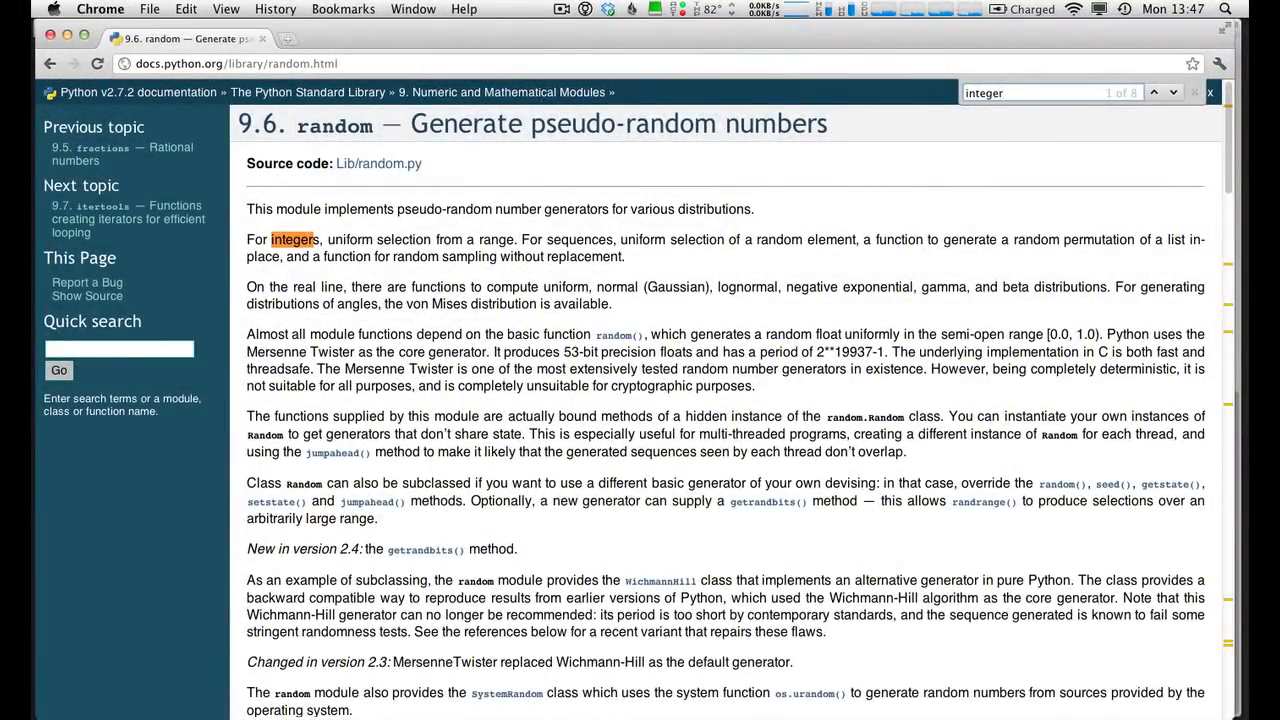 Chrome File Edit View History Bookmarks Window Help 82° 0.0KB/s 0.0KB/s Charged Mon 13:47
9.6. random — Generate ps
docs.python.org/library/random.html
Python v2.7.2 documentation » The Python Standard Library » 9. Numeric and Mathematical Modules »
integer 1 of 8 x
Previous topic
9.5. fractions — Rational
numbers
Next topic
9.7. itertools — Functions
creating iterators for efficient
looping
This Page
Report a Bug
Show Source
Quick search
Go
Enter search terms or a module,
class or function name.
9.6. random — Generate pseudo-random numbers
Source code: Lib/random.py
This module implements pseudo-random number generators for various distributions.
For integers, uniform selection from a range. For sequences, uniform selection of a random element, a function to generate a random permutation of a list in-
place, and a function for random sampling without replacement.
On the real line, there are functions to compute uniform, normal (Gaussian), lognormal, negative exponential, gamma, and beta distributions. For generating
distributions of angles, the von Mises distribution is available.
Almost all module functions depend on the basic function random(), which generates a random float uniformly in the semi-open range [0.0, 1.0). Python uses the
Mersenne Twister as the core generator. It produces 53-bit precision floats and has a period of 2**19937-1. The underlying implementation in C is both fast and
threadsafe. The Mersenne Twister is one of the most extensively tested random number generators in existence. However, being completely deterministic, it is
not suitable for all purposes, and is completely unsuitable for cryptographic purposes.
The functions supplied by this module are actually bound methods of a hidden instance of the random.Random class. You can instantiate your own instances of
Random to get generators that don't share state. This is especially useful for multi-threaded programs, creating a different instance of Random for each thread, and
using the jumpahead() method to make it likely that the generated sequences seen by each thread don't overlap.
Class Random can also be subclassed if you want to use a different basic generator of your own devising: in that case, override the random(), seed(), getstate(),
setstate() and jumpahead() methods. Optionally, a new generator can supply a getrandbits() method — this allows randrange() to produce selections over an
arbitrarily large range.
New in version 2.4: the getrandbits() method.
As an example of subclassing, the random module provides the WichmannHill class that implements an alternative generator in pure Python. The class provides a
backward compatible way to reproduce results from earlier versions of Python, which used the Wichmann-Hill algorithm as the core generator. Note that this
Wichmann-Hill generator can no longer be recommended: its period is too short by contemporary standards, and the sequence generated is known to fail some
stringent randomness tests. See the references below for a recent variant that repairs these flaws.
Changed in version 2.3: MersenneTwister replaced Wichmann-Hill as the default generator.
The random module also provides the SystemRandom class which uses the system function os.urandom() to generate random numbers from sources provided by the
operating system.